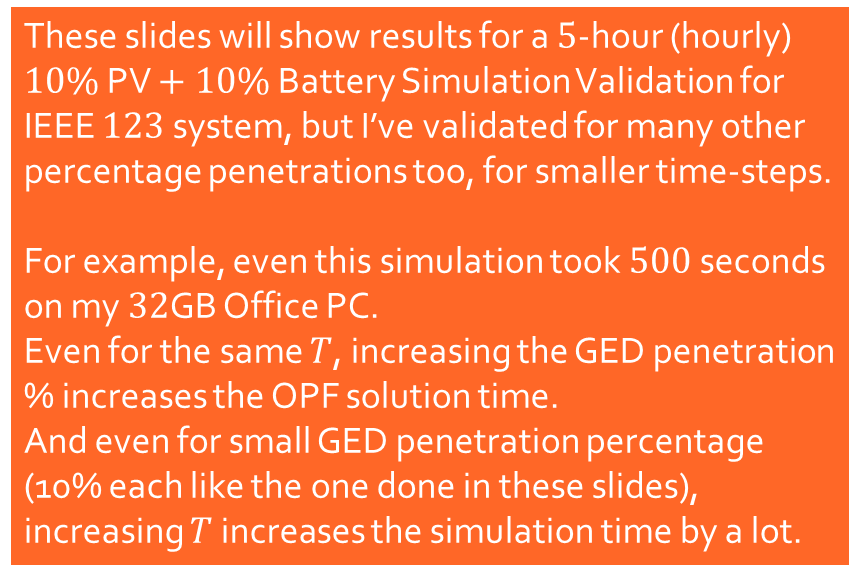 These slides will show results for a 5-hour (hourly)
10% PV + 10% Battery Simulation Validation for
IEEE 123 system, but I’ve validated for many other
percentage penetrations too, for smaller time-steps.
For example, even this simulation took 500 seconds
on my 32GB Office PC.
Even for the same T, increasing the GED penetration
% increases the OPF solution time.
And even for small GED penetration percentage
(10% each like the one done in these slides),
increasing T increases the simulation time by a lot.